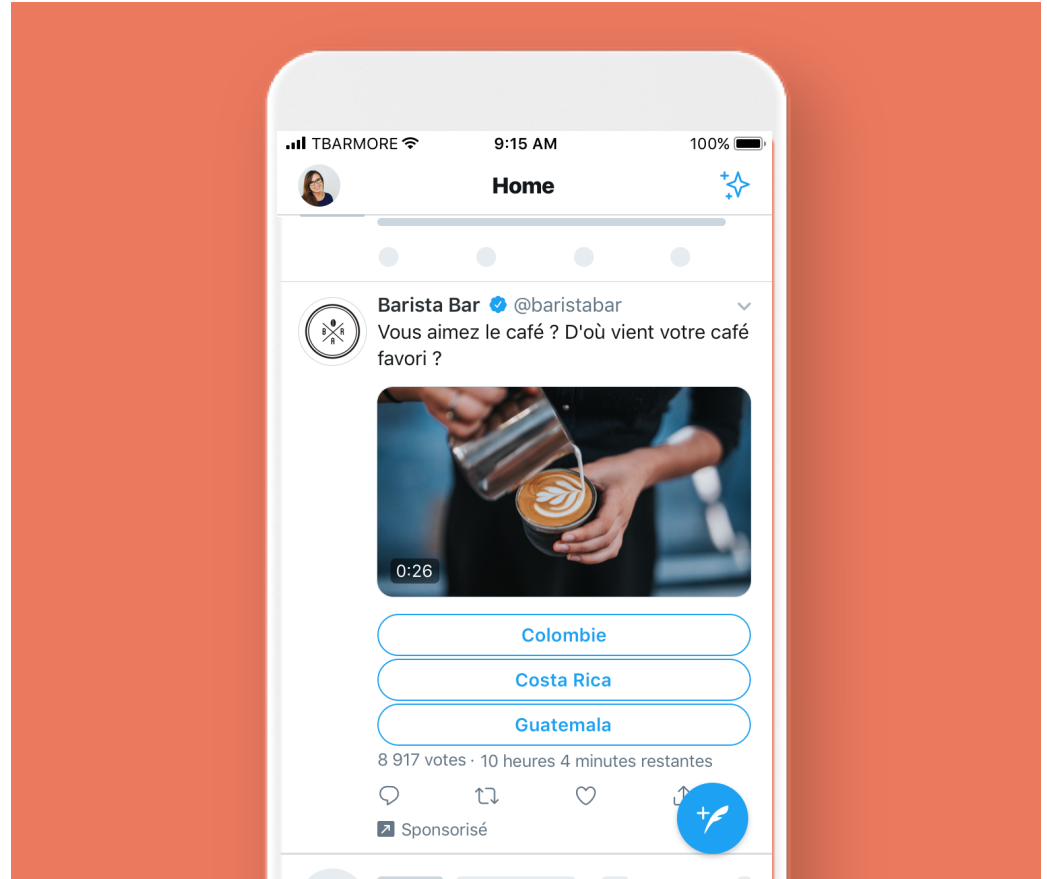 TBARMORE 9:15 AM 100%
Home
Barista Bar @baristabar
Vous aimez le café ? D'où vient votre café
favori ?
B A R
0:26
Colombie
Costa Rica
Guatemala
8 917 votes · 10 heures 4 minutes restantes
Sponsorisé